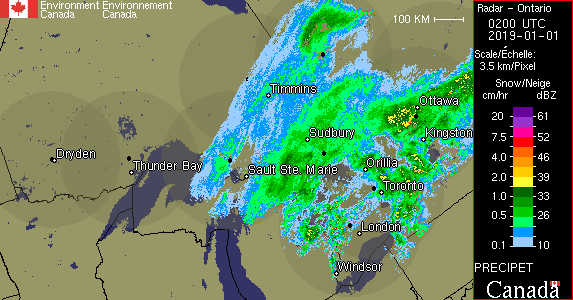 Environment Environnement
Canada Canada
100 KM
Timmins
Ottawa
Sudbury
Kingston
Dryden
Thunder Bay
Sault Ste. Marie
Orillia
Toronto
London
Windsor
Radar - Ontario
0200 UTC
2019-01-01
Scale/Échelle:
3.5 km/Pixel
Snow/Neige
cm/hr dBZ
20 61
7.5 52
4.0 46
2.0 39
1.0 33
0.5 26
0.1 10
PRECIPET
Canada